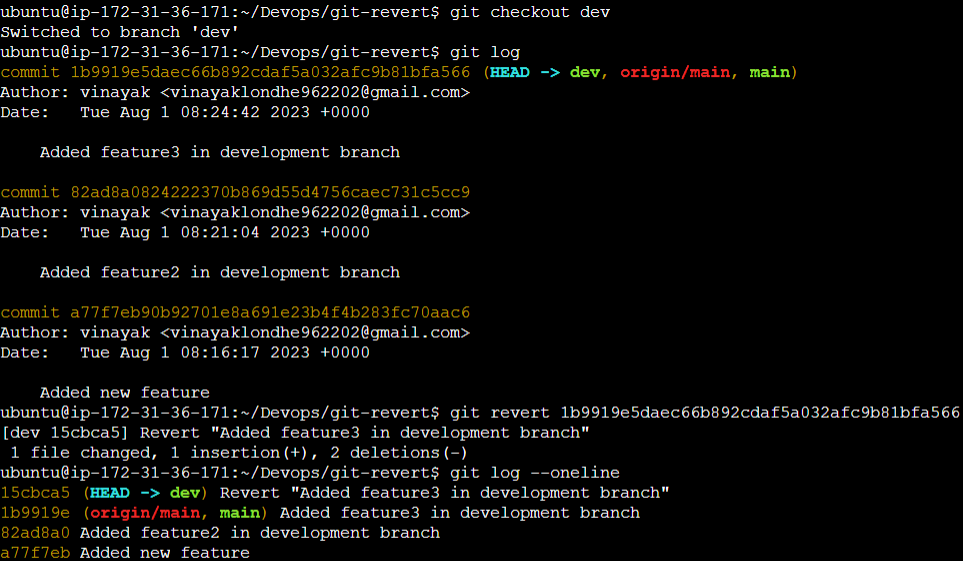 ubuntu@ip-172-31-36-171:~/Devops/git-revert$ git checkout dev
Switched to branch 'dev'
ubuntu@ip-172-31-36-171:~/Devops/git-revert$ git log
commit 1b9919e5daec66b892cdaf5a032afc9b81bfa566 (HEAD -> dev, origin/main, main)
Author: vinayak <vinayaklondhe962202@gmail.com>
Date:   Tue Aug 1 08:24:42 2023 +0000
    Added feature3 in development branch
commit 82ad8a0824222370b869d55d4756caec731c5cc9
Author: vinayak <vinayaklondhe962202@gmail.com>
Date:   Tue Aug 1 08:21:04 2023 +0000
    Added feature2 in development branch
commit a77f7eb90b92701e8a691e23b4f4b283fc70aac6
Author: vinayak <vinayaklondhe962202@gmail.com>
Date:   Tue Aug 1 08:16:17 2023 +0000
    Added new feature
ubuntu@ip-172-31-36-171:~/Devops/git-revert$ git revert 1b9919e5daec66b892cdaf5a032afc9b81bfa566
[dev 15cbca5] Revert "Added feature3 in development branch"
 1 file changed, 1 insertion(+), 2 deletions(-)
ubuntu@ip-172-31-36-171:~/Devops/git-revert$ git log --oneline
15cbca5 (HEAD -> dev) Revert "Added feature3 in development branch"
1b9919e (origin/main, main) Added feature3 in development branch
82ad8a0 Added feature2 in development branch
a77f7eb Added new feature